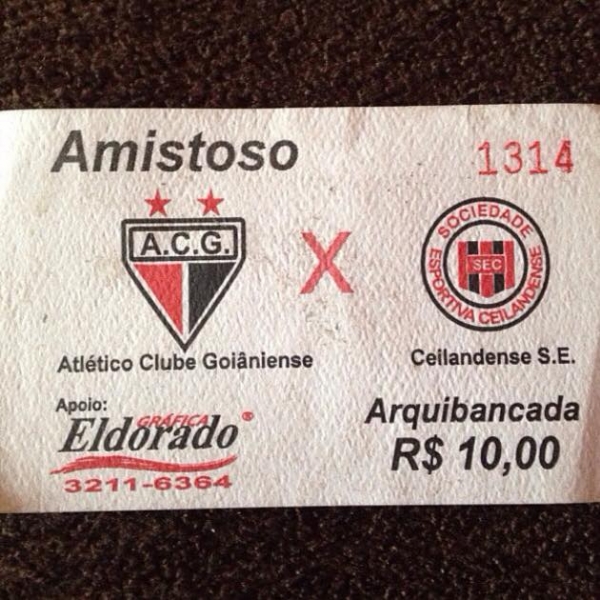 Amistoso
1314
A.C.G.
X
SOCIEDADE
ESPORTIVA CEILANDENSE
SEC
Atlético Clube Goiâniense
Ceilandense S.E.
Apoio:
GRÁFICA
Eldorado®
3211-6364
Arquibancada
R$ 10,00